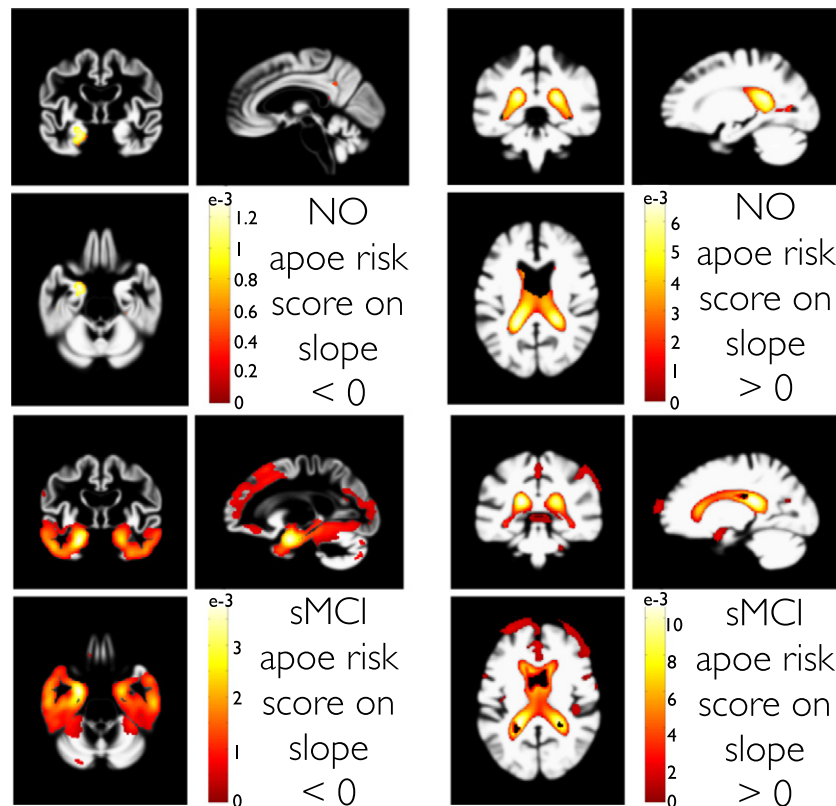 e-3
1.2
1
0.8
0.6
0.4
0.2
0
NO
apoe risk
score on
slope
< 0
e-3
6
5
4
3
2
1
0
NO
apoe risk
score on
slope
> 0
e-3
3
2
1
0
sMCI
apoe risk
score on
slope
< 0
e-3
10
8
6
4
2
0
sMCI
apoe risk
score on
slope
> 0